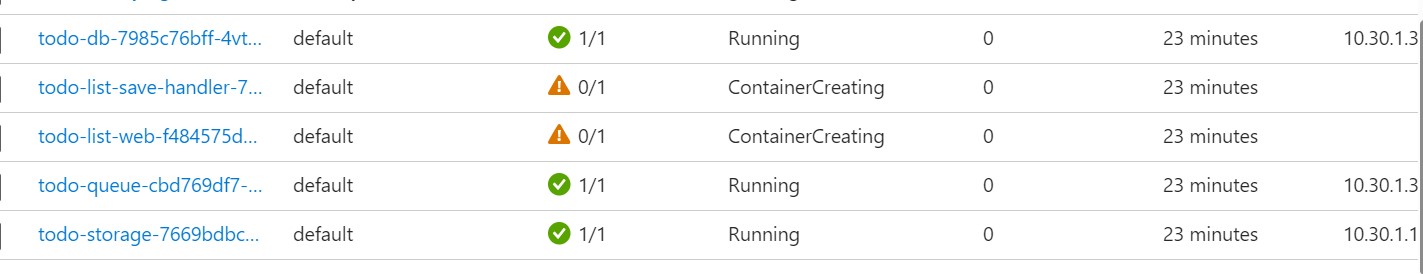 todo-db-7985c76bff-4vt... default 1/1 Running 0 23 minutes 10.30.1.3
todo-list-save-handler-7... default 0/1 ContainerCreating 0 23 minutes
todo-list-web-f484575d... default 0/1 ContainerCreating 0 23 minutes
todo-queue-cbd769df7-... default 1/1 Running 0 23 minutes 10.30.1.3
todo-storage-7669bdbc... default 1/1 Running 0 23 minutes 10.30.1.1